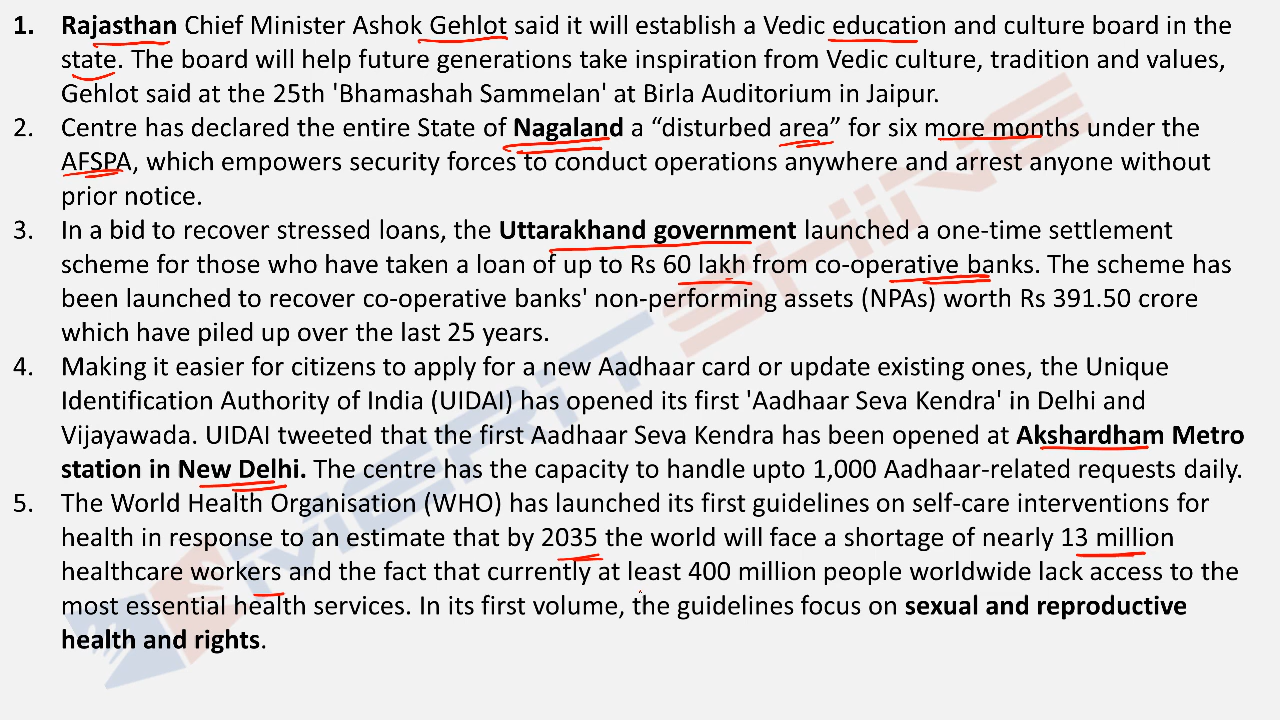 1. Rajasthan Chief Minister Ashok Gehlot said it will establish a Vedic education and culture board in the
state. The board will help future generations take inspiration from Vedic culture, tradition and values,
Gehlot said at the 25th 'Bhamashah Sammelan' at Birla Auditorium in Jaipur.
2. Centre has declared the entire State of Nagaland a “disturbed area” for six more months under the
AFSPA, which empowers security forces to conduct operations anywhere and arrest anyone without
prior notice.
3. In a bid to recover stressed loans, the Uttarakhand government launched a one-time settlement
scheme for those who have taken a loan of up to Rs 60 lakh from co-operative banks. The scheme has
been launched to recover co-operative banks' non-performing assets (NPAs) worth Rs 391.50 crore
which have piled up over the last 25 years.
4. Making it easier for citizens to apply for a new Aadhaar card or update existing ones, the Unique
Identification Authority of India (UIDAI) has opened its first 'Aadhaar Seva Kendra' in Delhi and
Vijayawada. UIDAI tweeted that the first Aadhaar Seva Kendra has been opened at Akshardham Metro
station in New Delhi. The centre has the capacity to handle upto 1,000 Aadhaar-related requests daily.
5. The World Health Organisation (WHO) has launched its first guidelines on self-care interventions for
health in response to an estimate that by 2035 the world will face a shortage of nearly 13 million
healthcare workers and the fact that currently at least 400 million people worldwide lack access to the
most essential health services. In its first volume, the guidelines focus on sexual and reproductive
health and rights.
MERIT SHINE